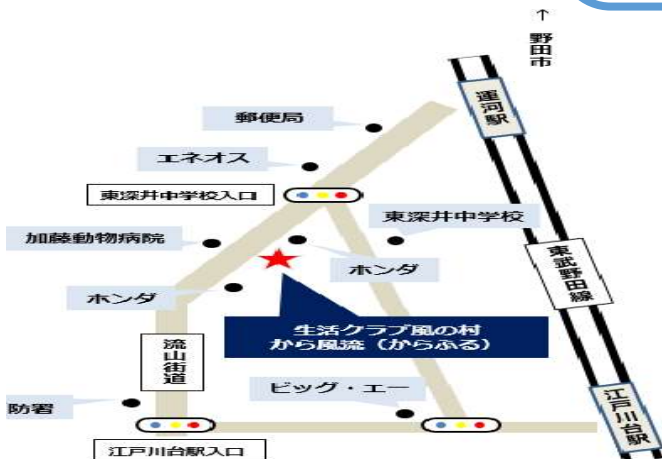 ↑
野田市
運河駅
郵便局
エネオス
東深井中学校入口
東深井中学校
加藤動物病院
ホンダ
ホンダ
東武野田線
生活クラブ風の村
から風流（からふる）
流山街道
ビッグ・エー
防署
江戸川台駅
江戸川台駅入口